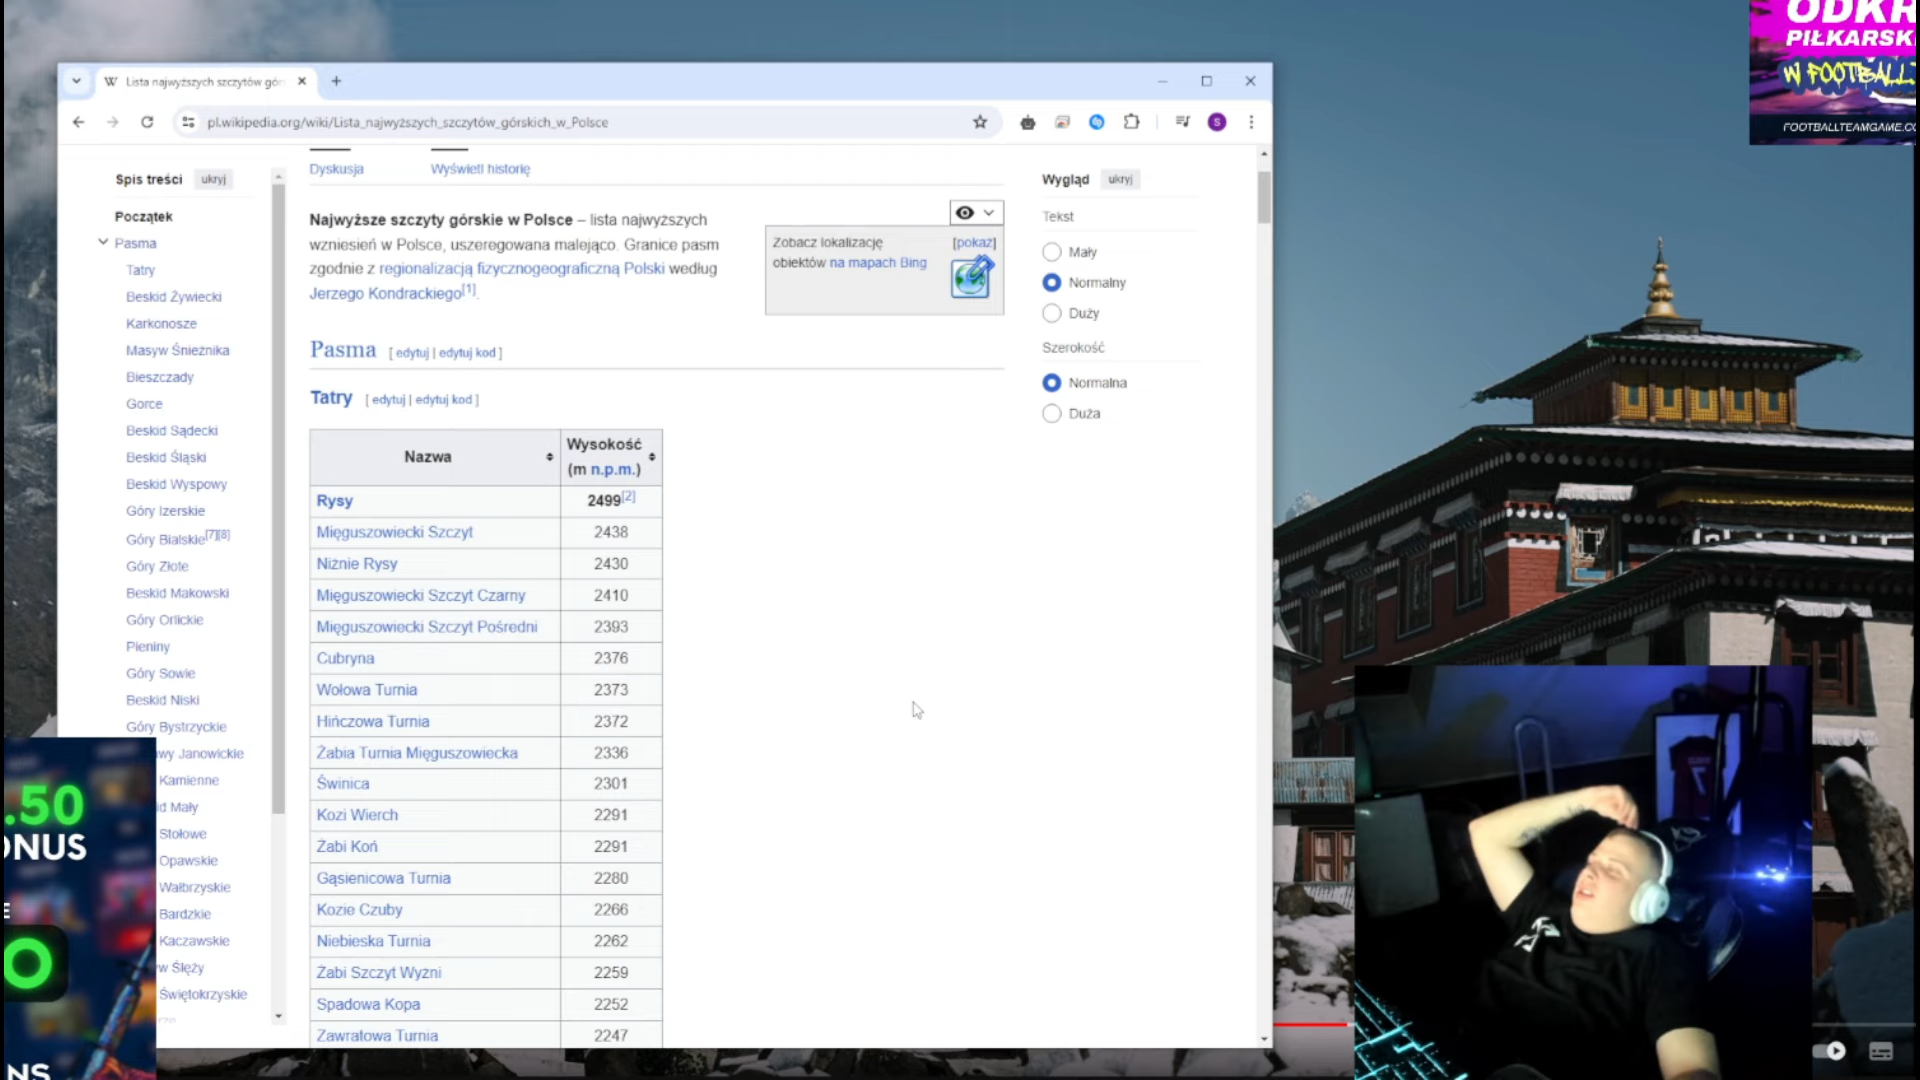 Lista najwyższych szczytów gór
pl.wikipedia.org/wiki/Lista_najwyższych_szczytów_górskich_w_Polsce
S
Spis treści ukryj
Początek
Pasma
Tatry
Beskid Żywiecki
Karkonosze
Masyw Śnieżnika
Bieszczady
Gorce
Beskid Sądecki
Beskid Śląski
Beskid Wyspowy
Góry Izerskie
Góry Bialskie[7][8]
Góry Złote
Beskid Makowski
Góry Orlickie
Pieniny
Góry Sowie
Beskid Niski
Góry Bystrzyckie
wy Janowickie
Kamienne
d Mały
Stołowe
Opawskie
Wałbrzyskie
Bardzkie
Kaczawskie
w Ślęży
Świętokrzyskie
Dyskusja Wyświetl historię
Najwyższe szczyty górskie w Polsce – lista najwyższych
wzniesień w Polsce, uszeregowana malejąco. Granice pasm
zgodnie z regionalizacją fizycznogeograficzną Polski według
Jerzego Kondrackiego[1].
Zobacz lokalizację [pokaż]
obiektów na mapach Bing
Pasma [ edytuj | edytuj kod ]
Tatry [ edytuj | edytuj kod ]
Nazwa Wysokość
(m n.p.m.)
Rysy 2499[2]
Mięguszowiecki Szczyt 2438
Niżnie Rysy 2430
Mięguszowiecki Szczyt Czarny 2410
Mięguszowiecki Szczyt Pośredni 2393
Cubryna 2376
Wołowa Turnia 2373
Hińczowa Turnia 2372
Żabia Turnia Mięguszowiecka 2336
Świnica 2301
Kozi Wierch 2291
Żabi Koń 2291
Gąsienicowa Turnia 2280
Kozie Czuby 2266
Niebieska Turnia 2262
Żabi Szczyt Wyżni 2259
Spadowa Kopa 2252
Zawratowa Turnia 2247
Wygląd ukryj
Tekst
Mały
Normalny
Duży
Szerokość
Normalna
Duża
ODKR
PIŁKARSK
W FOOTBALL
FOOTBALLTEAMGAME.CO
.50
ONUS
E
O
NS
7